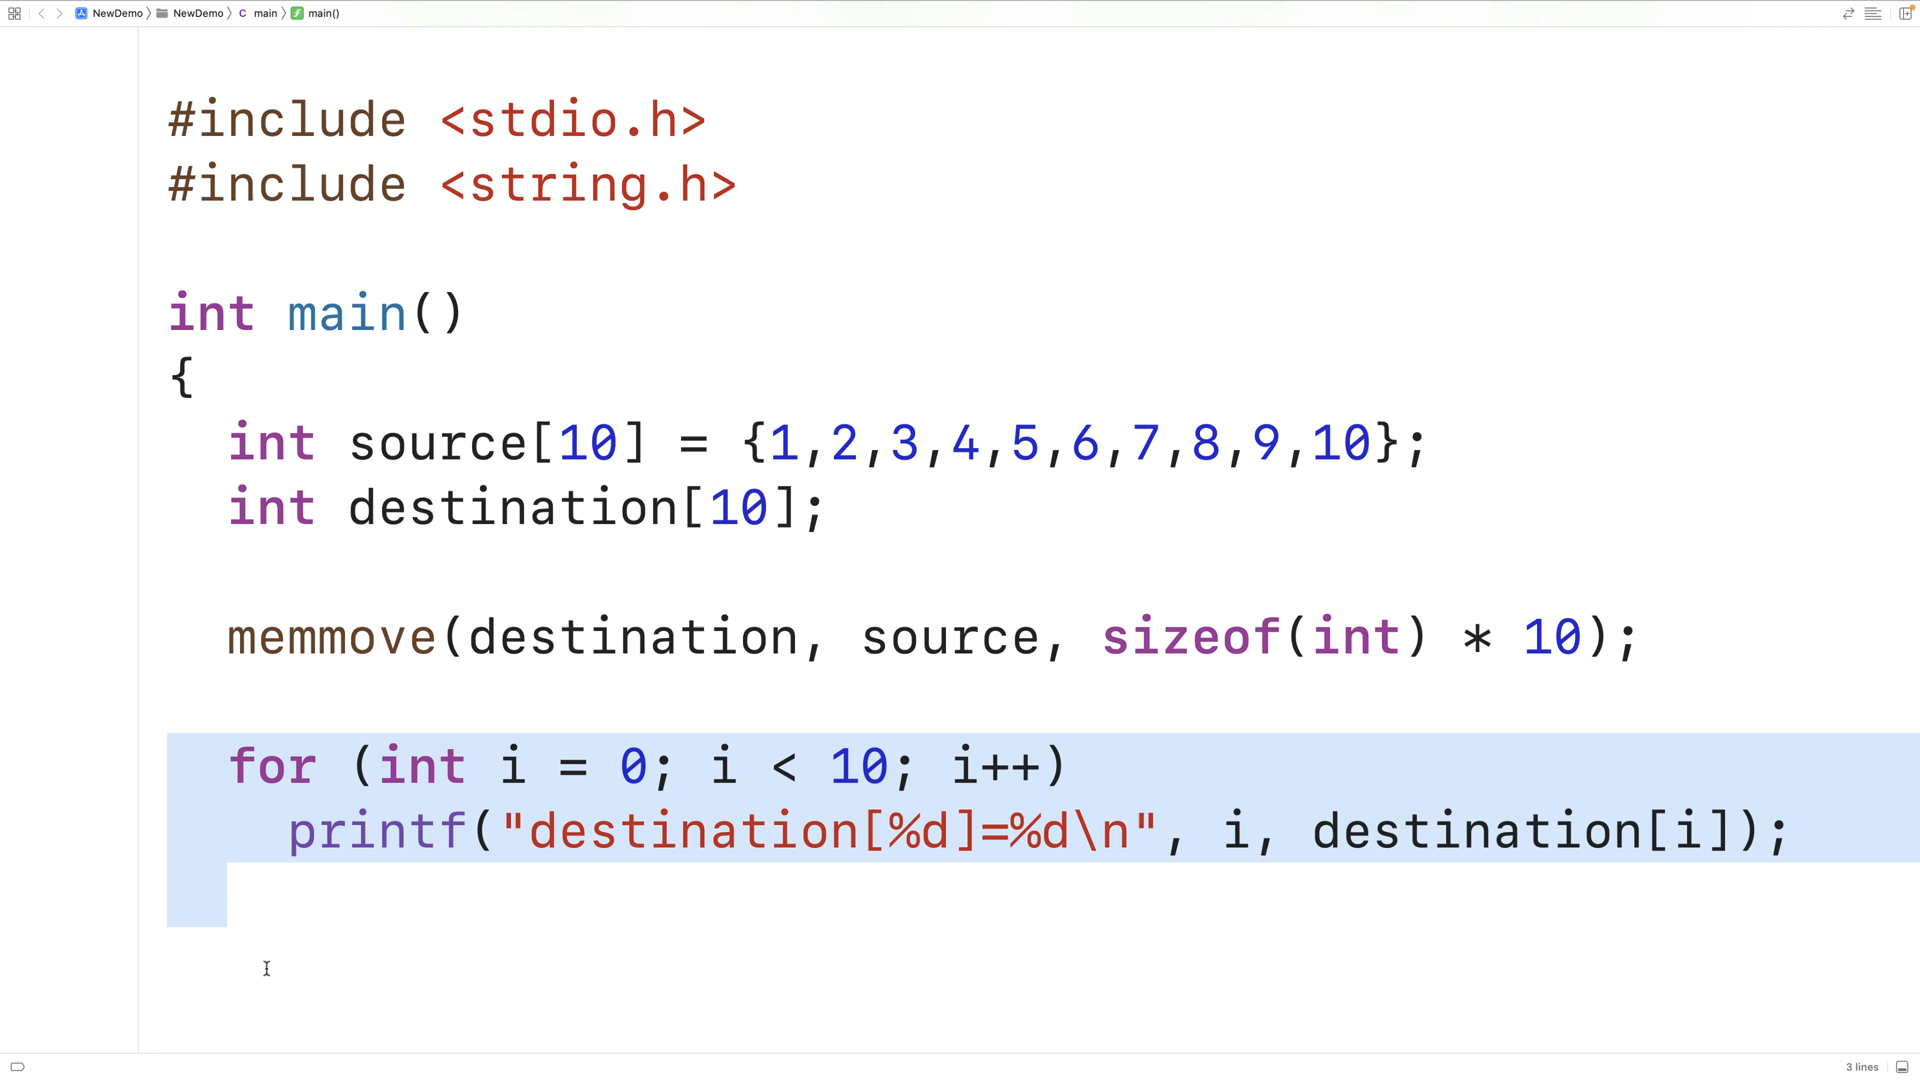 NewDemo NewDemo C main f main()
#include <stdio.h>
#include <string.h>
int main()
{
int source[10] = {1,2,3,4,5,6,7,8,9,10};
int destination[10];
memmove(destination, source, sizeof(int) * 10);
for (int i = 0; i < 10; i++)
printf("destination[%d]=%d\n", i, destination[i]);
3 lines